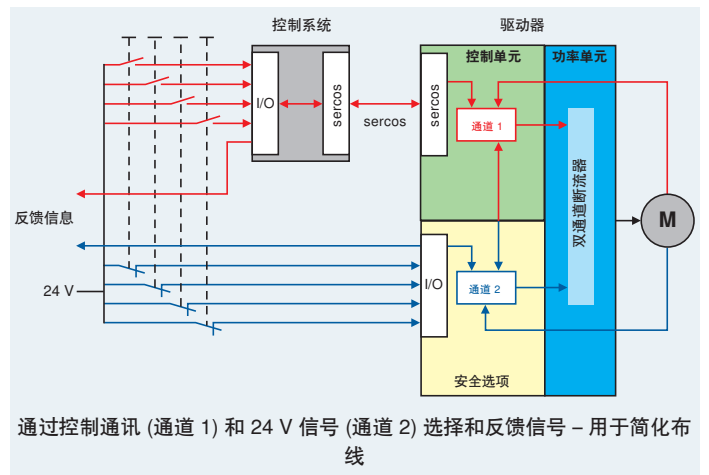 控制系统
驱动器
控制单元
功率单元
I/O
sercos
sercos
sercos
通道 1
双通道断流器
M
反馈信息
24 V
I/O
通道 2
安全选项
通过控制通讯 (通道 1) 和 24 V 信号 (通道 2) 选择和反馈信号 – 用于简化布
线